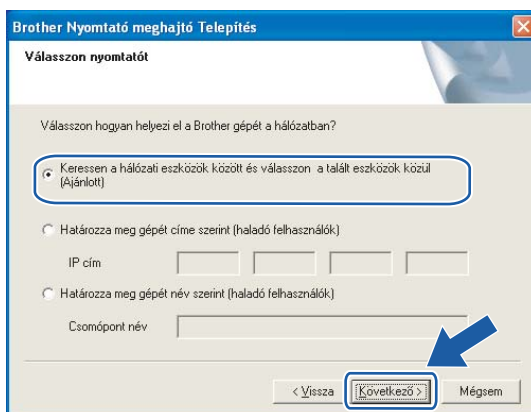 Brother Nyomtató meghajtó Telepítés
Válasszon nyomtatót
Válasszon hogyan helyezi el a Brother gépét a hálózatban?
Keressen a hálózati eszközök között és válasszon a talált eszközök közül
(Ajánlott)
Határozza meg gépét címe szerint (haladó felhasználók)
IP cím
Határozza meg gépét név szerint (haladó felhasználók)
Csomópont név
< Vissza Következő > Mégsem